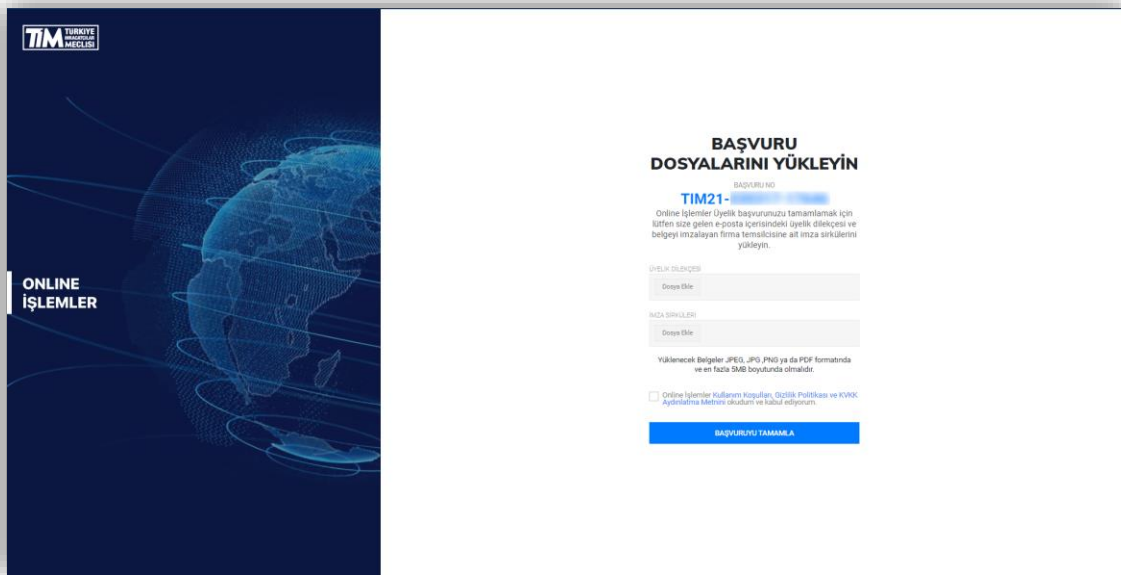 TİM TÜRKİYE
İHRACATÇILAR
MECLİSİ
ONLINE
İŞLEMLER
BAŞVURU
DOSYALARINI YÜKLEYİN
BAŞVURU NO
TIM21-
Online İşlemler Üyelik başvurunuzu tamamlamak için
lütfen size gelen e-posta içerisindeki üyelik dilekçesi ve
belgeyi imzalayan firma temsilcisine ait imza sirkülerini
yükleyin.
ÜYELİK DİLEKÇESİ
Dosya Ekle
İMZA SİRKÜLERİ
Dosya Ekle
Yüklenecek Belgeler JPEG, JPG ,PNG ya da PDF formatında
ve en fazla 5MB boyutunda olmalıdır.
Online İşlemler Kullanım Koşulları, Gizlilik Politikası ve KVKK
Aydınlatma Metnini okudum ve kabul ediyorum.
BAŞVURUYU TAMAMLA